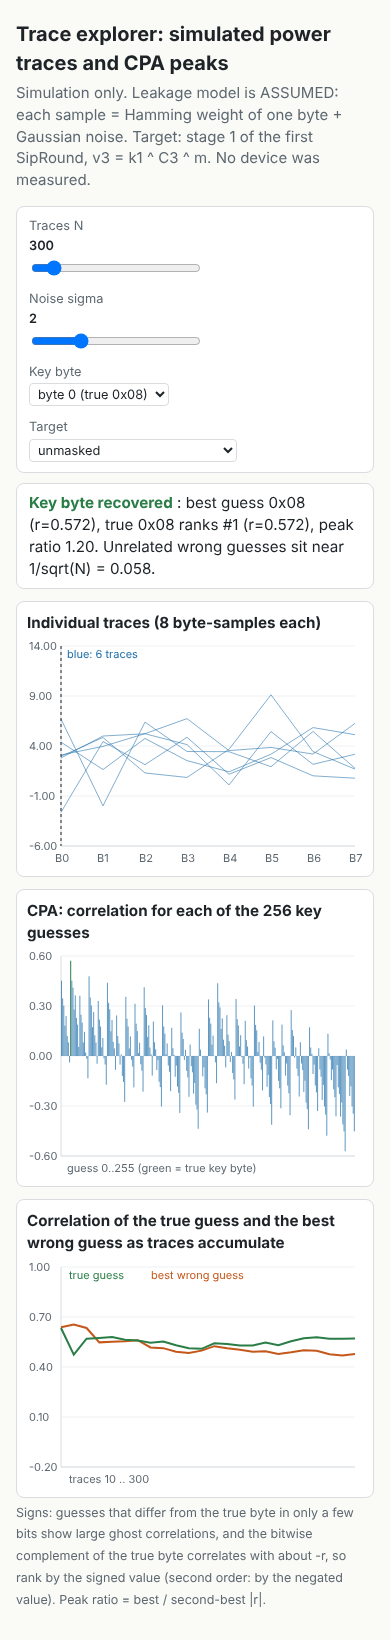 Trace explorer: simulated power
traces and CPA peaks
Simulation only. Leakage model is ASSUMED:
each sample = Hamming weight of one byte +
Gaussian noise. Target: stage 1 of the first
SipRound, v3 = k1 ^ C3 ^ m. No device was
measured.
Traces N
300
Noise sigma
2
Key byte
byte 0 (true 0x08)
Target
unmasked
Key byte recovered : best guess 0x08
(r=0.572), true 0x08 ranks #1 (r=0.572), peak
ratio 1.20. Unrelated wrong guesses sit near
1/sqrt(N) = 0.058.
Individual traces (8 byte-samples each)
14.00
blue: 6 traces
9.00
4.00
-1.00
-6.00
B0 B1 B2 B3 B4 B5 B6 B7
CPA: correlation for each of the 256 key
guesses
0.60
0.30
0.00
-0.30
-0.60
guess 0..255 (green = true key byte)
Correlation of the true guess and the best
wrong guess as traces accumulate
1.00
true guess best wrong guess
0.70
0.40
0.10
-0.20
traces 10 .. 300
Signs: guesses that differ from the true byte in only a few
bits show large ghost correlations, and the bitwise
complement of the true byte correlates with about -r, so
rank by the signed value (second order: by the negated
value). Peak ratio = best / second-best |r|.